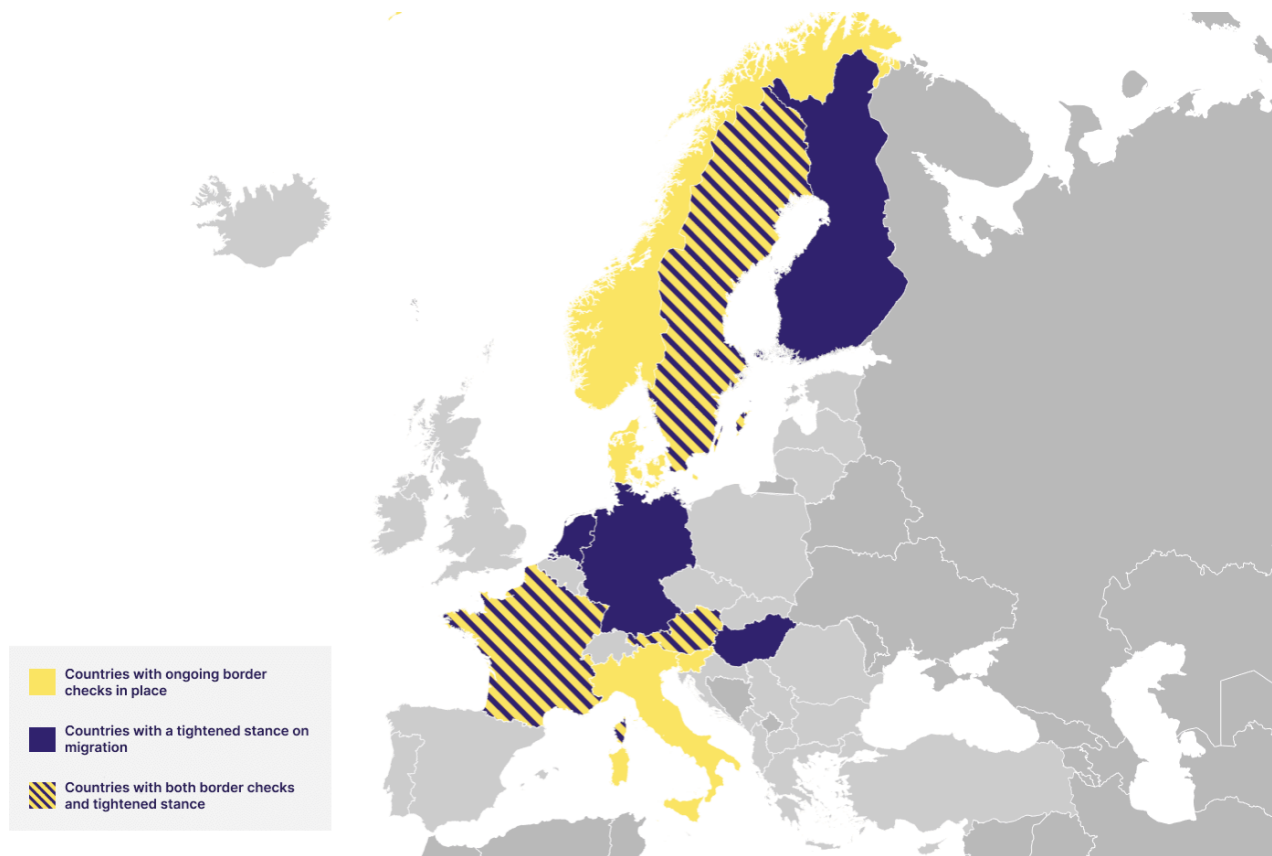 Countries with ongoing border
checks in place
Countries with a tightened stance on
migration
Countries with both border checks
and tightened stance